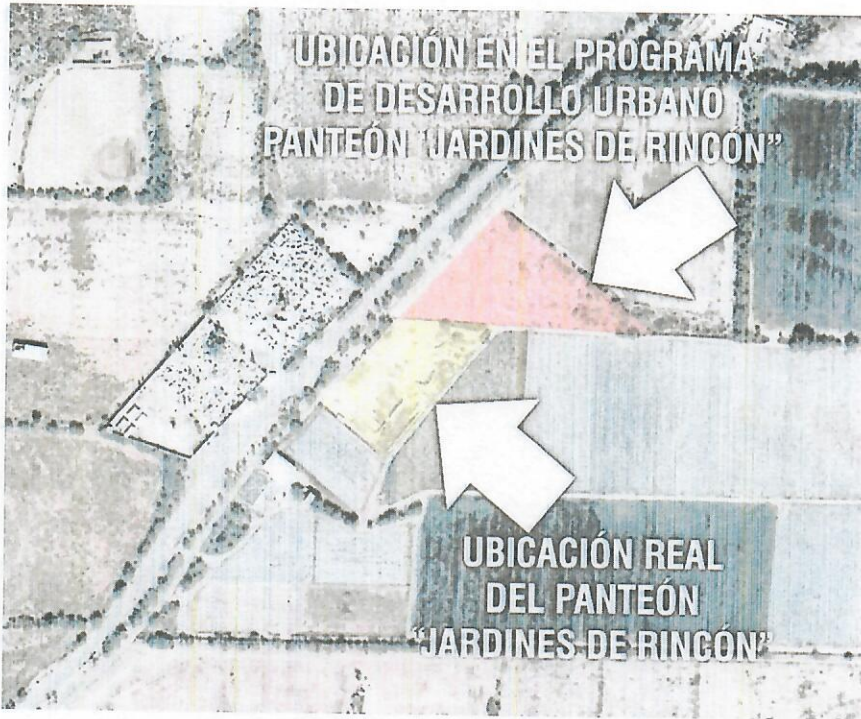 UBICACIÓN EN EL PROGRAMA
DE DESARROLLO URBANO
PANTEÓN "JARDINES DE RINCÓN"
UBICACIÓN REAL
DEL PANTEÓN
"JARDINES DE RINCÓN"